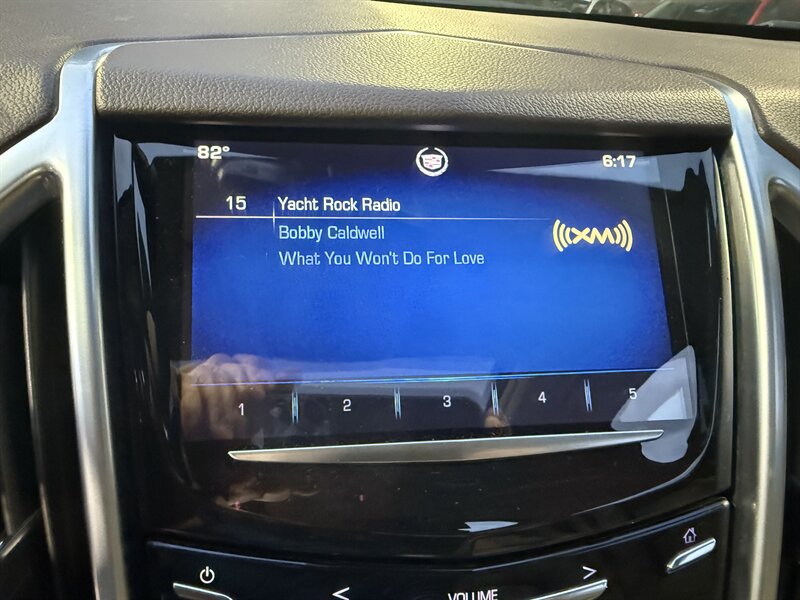 82° 6:17
15 Yacht Rock Radio
Bobby Caldwell
((XM))
What You Won't Do For Love
1 2 3 4 5
< VOLUME >